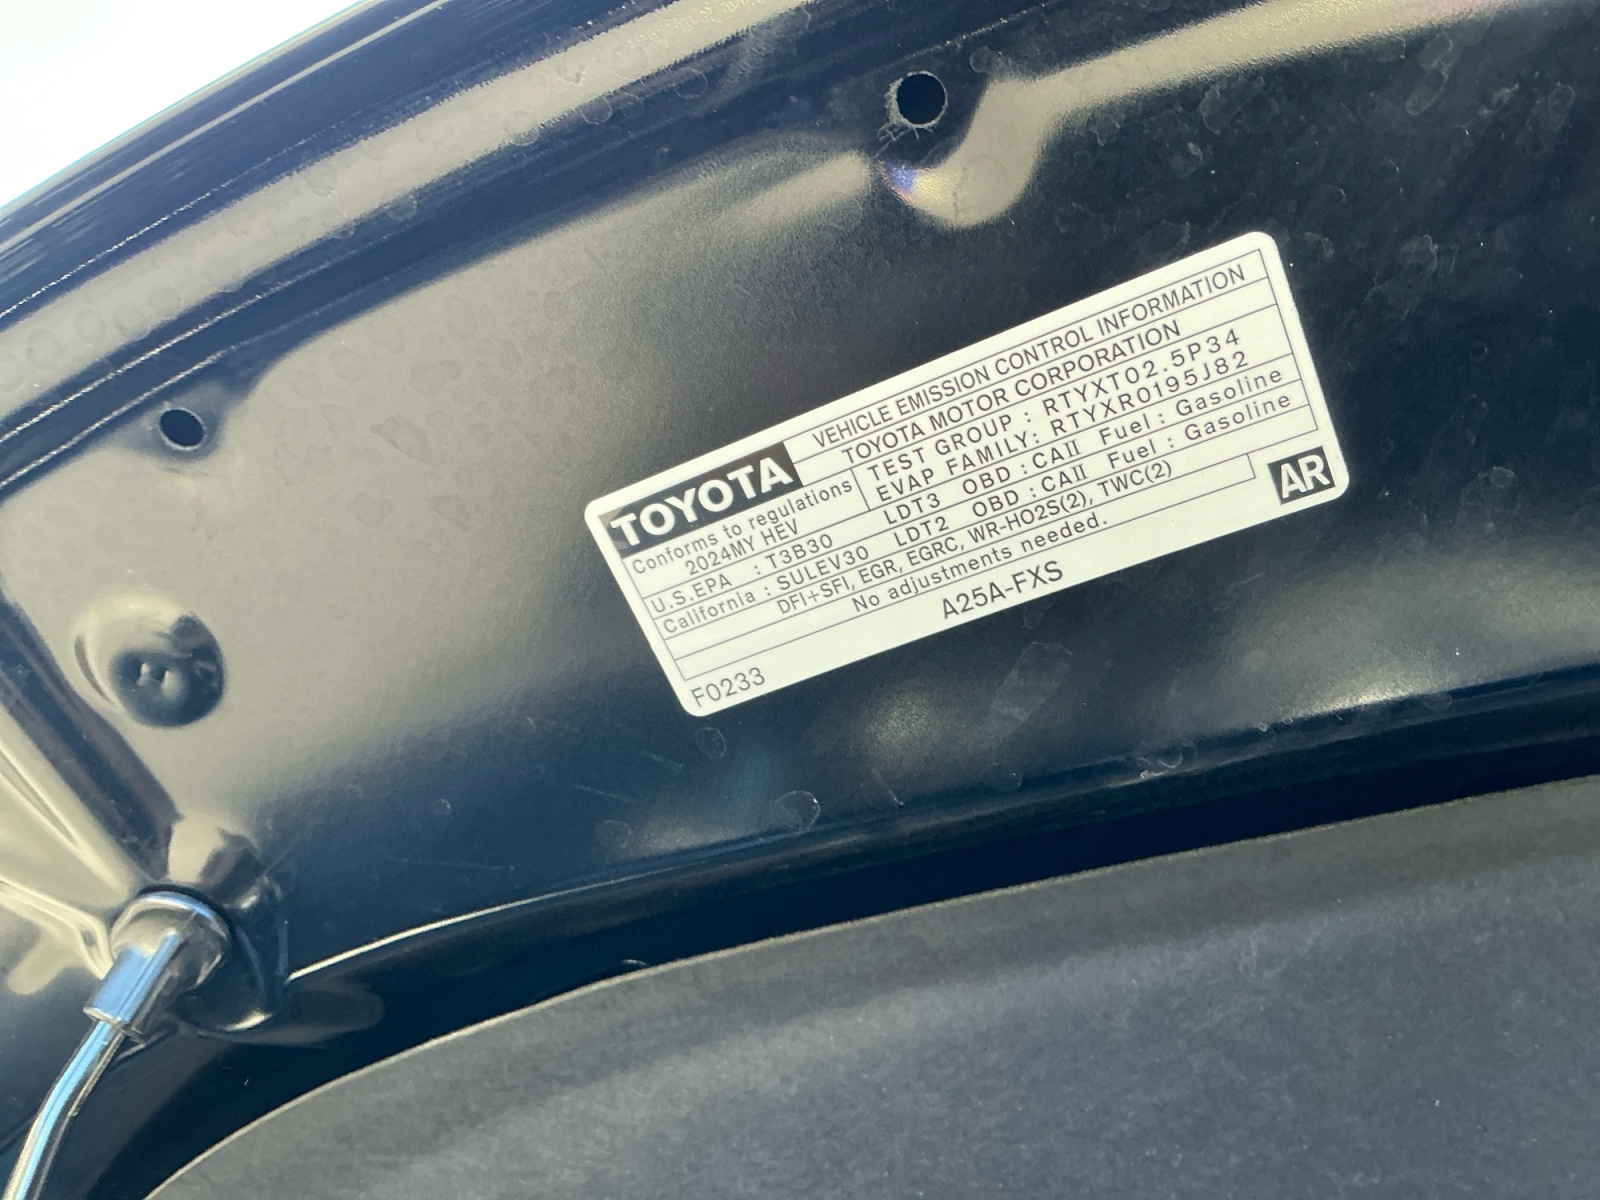 TOYOTA VEHICLE EMISSION CONTROL INFORMATION
TOYOTA MOTOR CORPORATION
Conforms to regulations
2024MY HEV
TEST GROUP : RTYXT02.5P34
EVAP FAMILY: RTYXR0195J82
U.S.EPA : T3B30 LDT3 OBD : CAII Fuel : Gasoline
California : SULEV30 LDT2 OBD : CAII Fuel : Gasoline
DFI+SFI, EGR, EGRC, WR-HO2S(2), TWC(2)
No adjustments needed.
AR
A25A-FXS
F0233